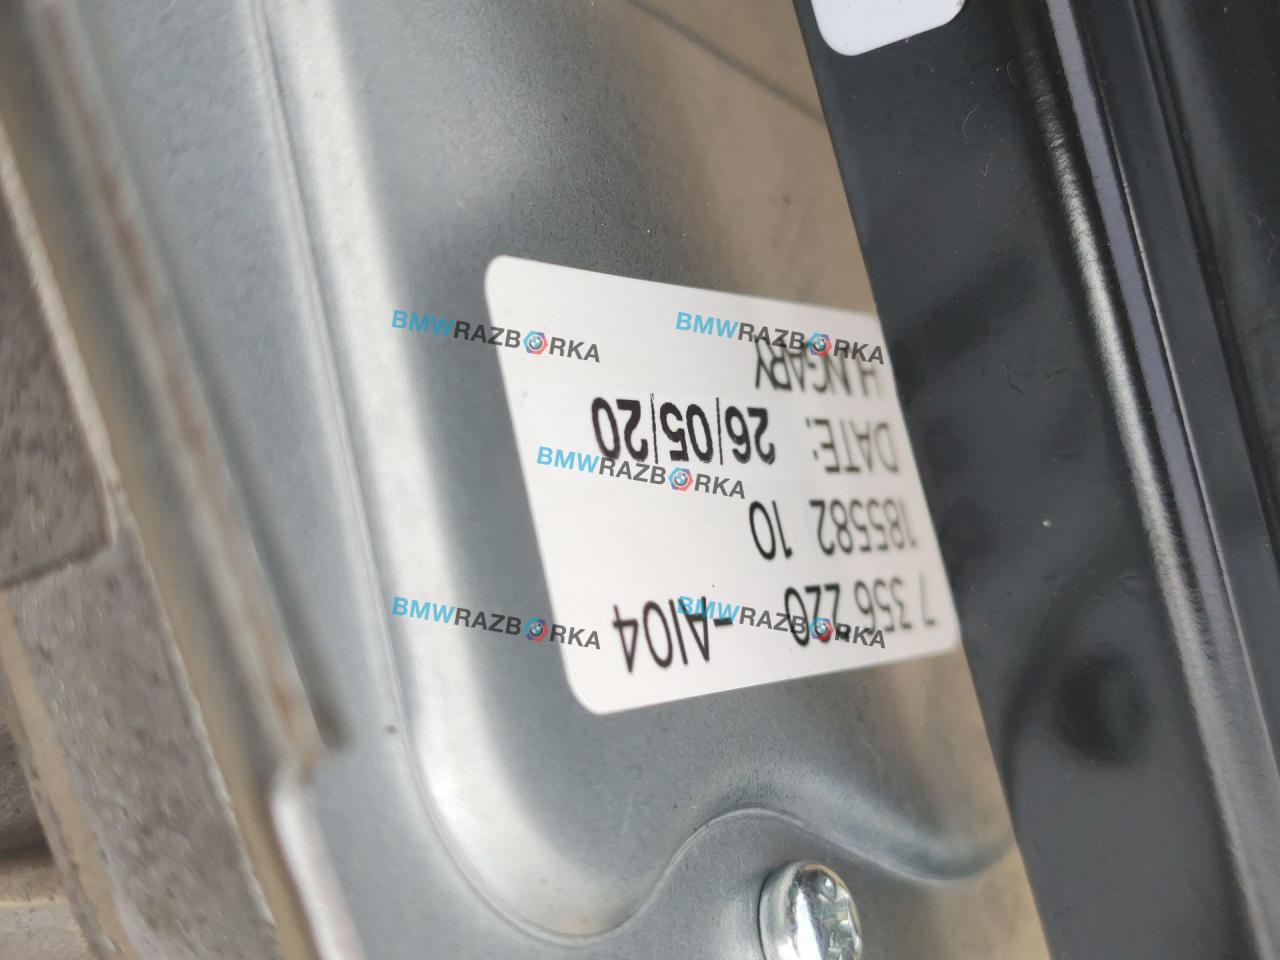 7 356 220 -AI04
185582 10
DATE: 26/05/20
HUNGARY
BMWRAZBORKA
BMWRAZBORKA
BMWRAZBORKA
BMWRAZBORKA
BMWRAZBORKA